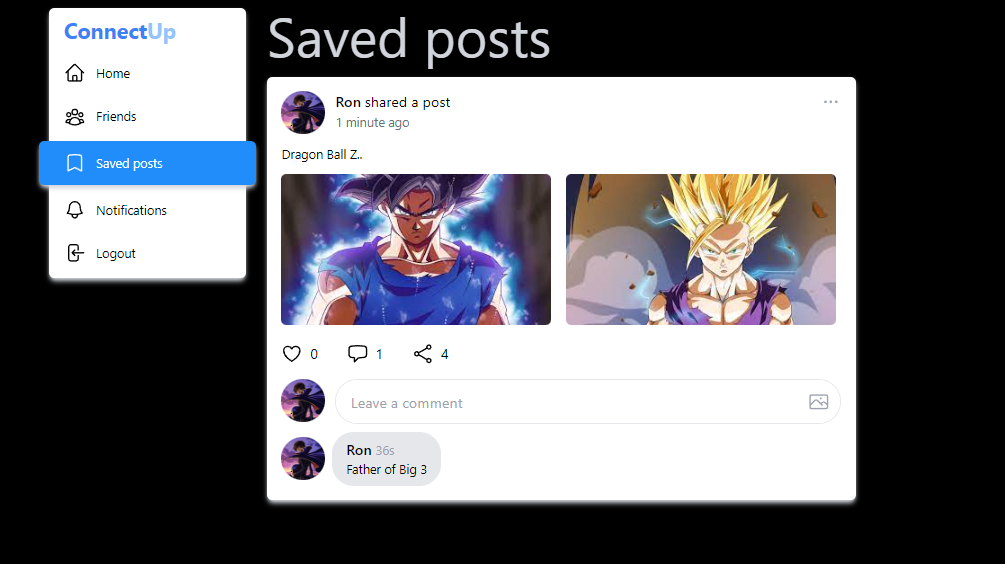 ConnectUp
Home
Friends
Saved posts
Notifications
Logout
Saved posts
Ron shared a post
1 minute ago
Dragon Ball Z..
0
1
4
Leave a comment
Ron 36s
Father of Big 3